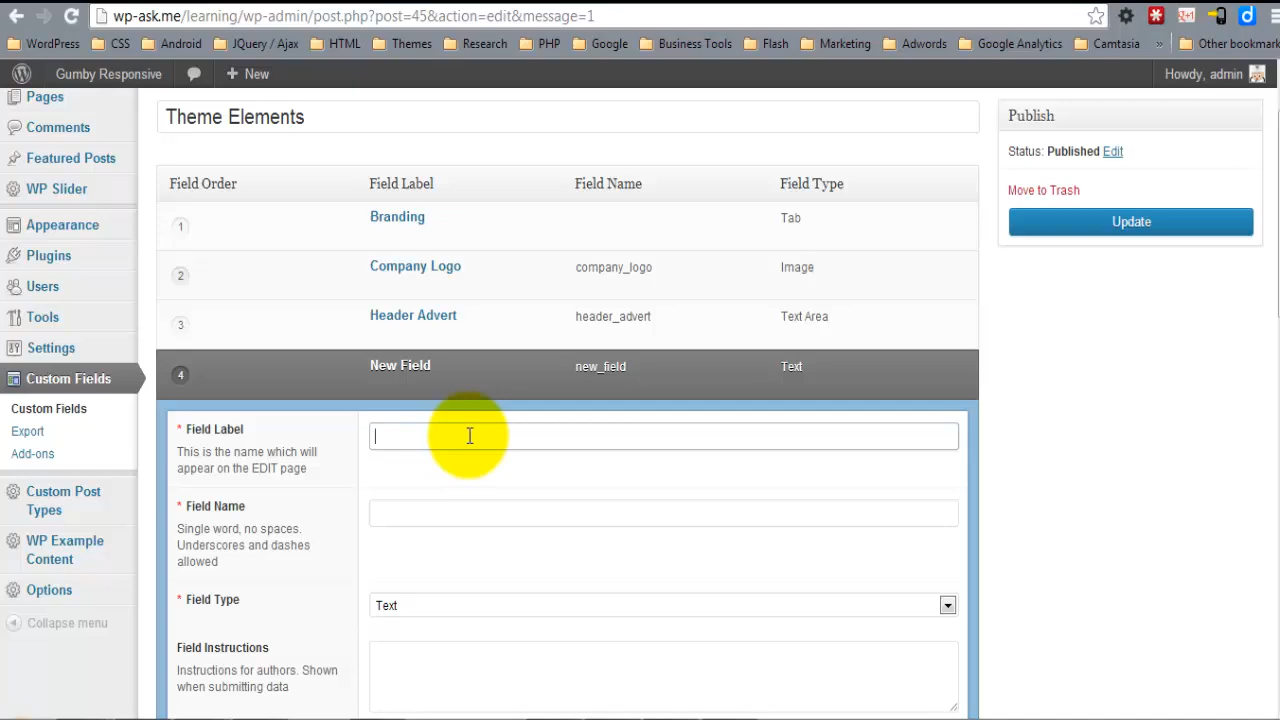 wp-ask.me/learning/wp-admin/post.php?post=45&action=edit&message=1
WordPress CSS Android JQuery / Ajax HTML Themes Research PHP Google Business Tools Flash Marketing Adwords Google Analytics Camtasia » Other bookmark
Gumby Responsive + New Howdy, admin
Pages
Comments
Featured Posts
WP Slider
Appearance
Plugins
Users
Tools
Settings
Custom Fields
Custom Fields
Export
Add-ons
Custom Post
Types
WP Example
Content
Options
Collapse menu
Theme Elements
Field Order Field Label Field Name Field Type
1 Branding Tab
2 Company Logo company_logo Image
3 Header Advert header_advert Text Area
4 New Field new_field Text
* Field Label
This is the name which will
appear on the EDIT page
* Field Name
Single word, no spaces.
Underscores and dashes
allowed
* Field Type
Text
Field Instructions
Instructions for authors. Shown
when submitting data
Publish
Status: Published Edit
Move to Trash
Update